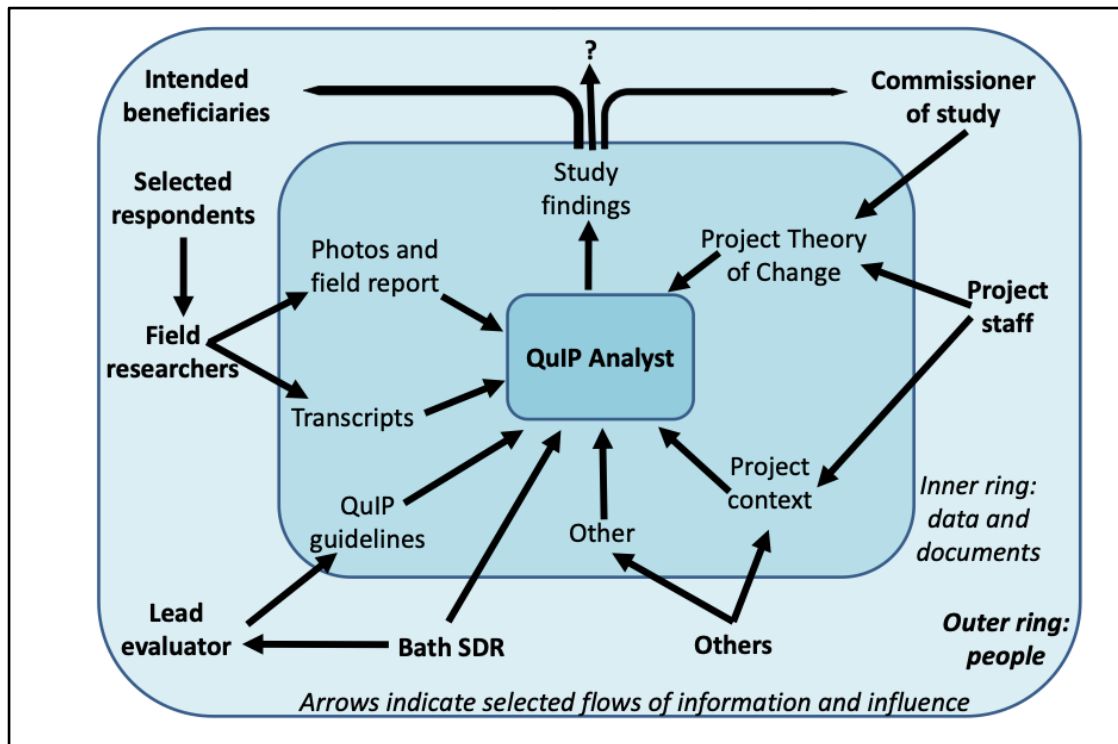 ?
Intended
beneficiaries
Commissioner
of study
Selected
respondents
Study
findings
Photos and
field report
Project Theory
of Change
Field
researchers
QuIP Analyst
Project
staff
Transcripts
QuIP
guidelines
Other
Project
context
Inner ring:
data and
documents
Lead
evaluator
Bath SDR
Others
Outer ring:
people
Arrows indicate selected flows of information and influence